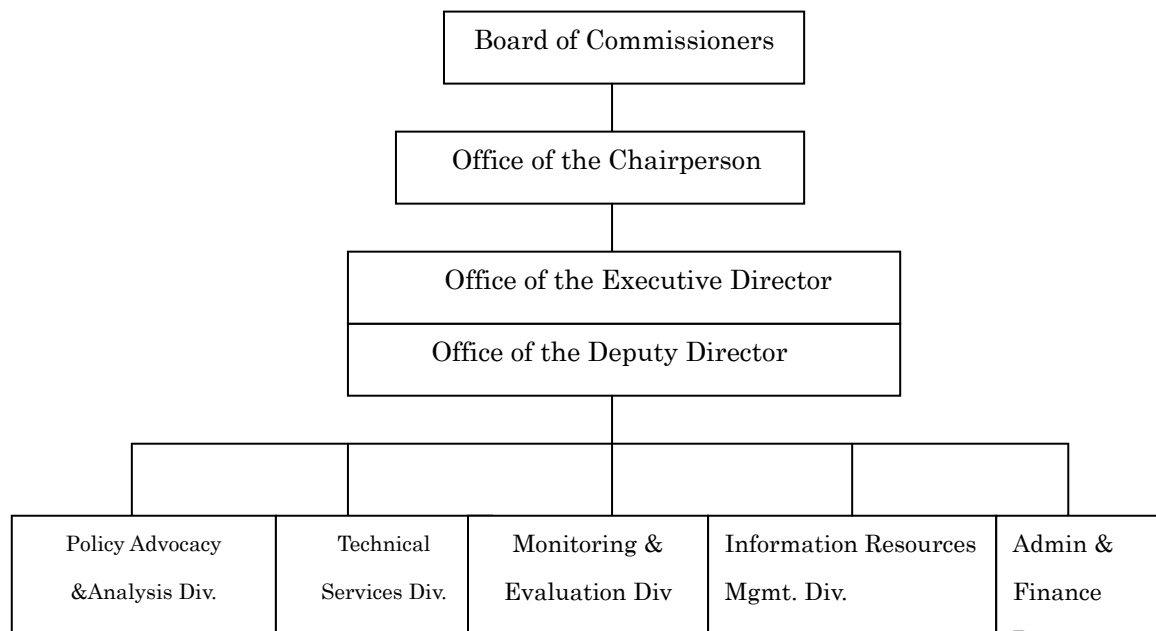 Board of Commissioners
Office of the Chairperson
Office of the Executive Director
Office of the Deputy Director
Policy Advocacy
&Analysis Div.
Technical
Services Div.
Monitoring &
Evaluation Div
Information Resources
Mgmt. Div.
Admin &
Finance